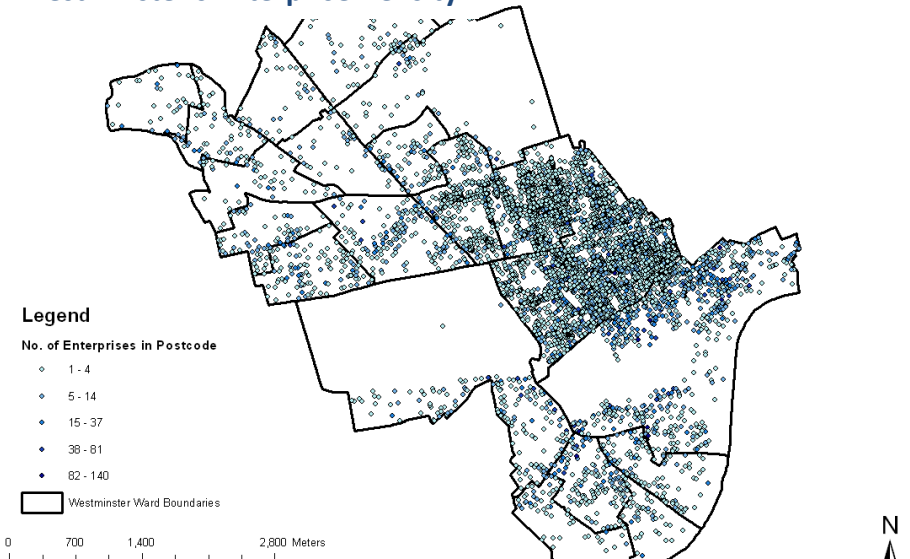 Legend
No. of Enterprises in Postcode
1 - 4
5 - 14
15 - 37
38 - 81
82 - 140
Westminster Ward Boundaries
0 700 1,400 2,800 Meters
N